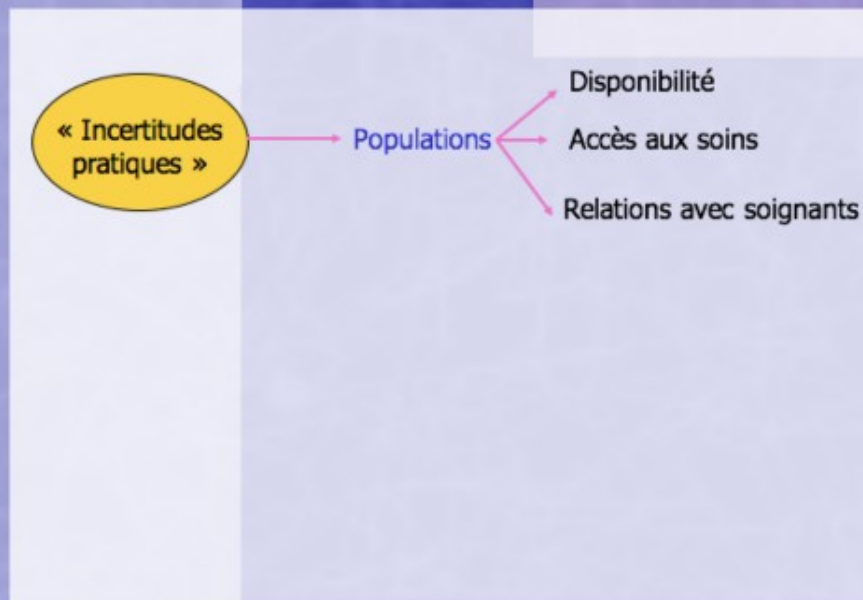 « Incertitudes
pratiques »
Populations
Disponibilité
Accès aux soins
Relations avec soignants